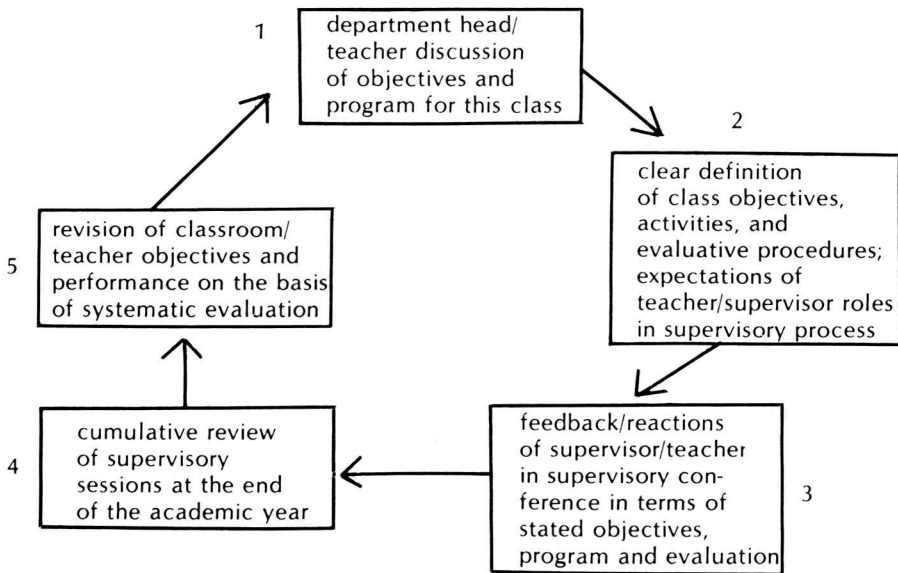 1
department head/
teacher discussion
of objectives and
program for this class
2
clear definition
of class objectives,
activities, and
evaluative procedures;
expectations of
teacher/supervisor roles
in supervisory process
3
feedback/reactions
of supervisor/teacher
in supervisory con-
ference in terms of
stated objectives,
program and evaluation
4
cumulative review
of supervisory
sessions at the end
of the academic year
5
revision of classroom/
teacher objectives and
performance on the basis
of systematic evaluation